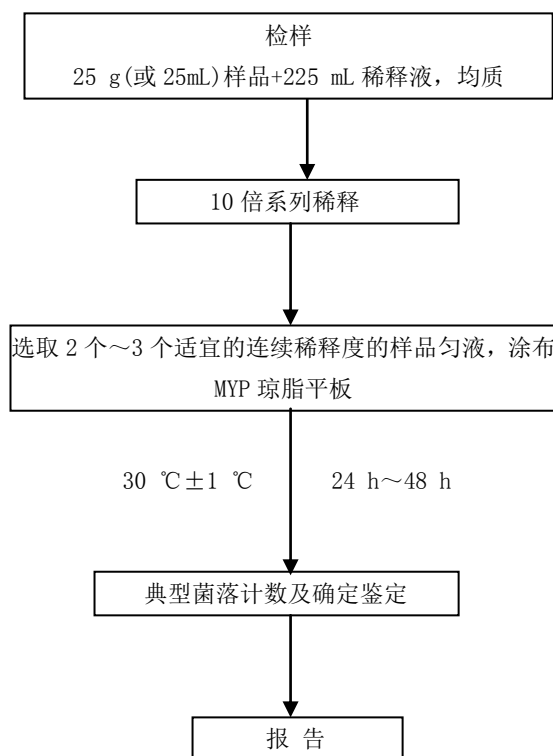 检样
25 g(或 25mL)样品+225 mL 稀释液，均质
10 倍系列稀释
选取 2 个～3 个适宜的连续稀释度的样品匀液，涂布
MYP 琼脂平板
30 ℃±1 ℃ 24 h～48 h
典型菌落计数及确定鉴定
报 告